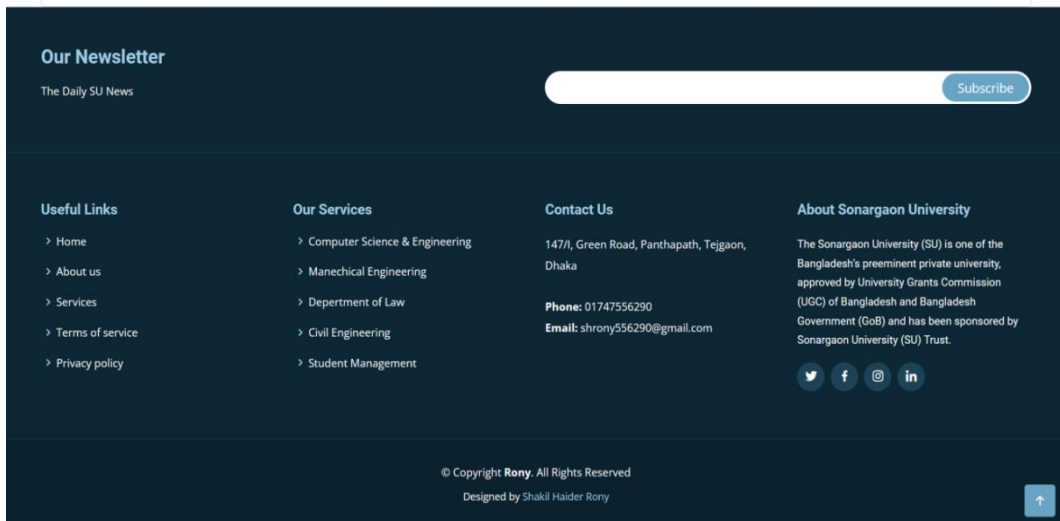 Our Newsletter
The Daily SU News
Subscribe
Useful Links
Home
About us
Services
Terms of service
Privacy policy
Our Services
Computer Science & Engineering
Manechical Engineering
Depertment of Law
Civil Engineering
Student Management
Contact Us
147/I, Green Road, Panthapath, Tejgaon,
Dhaka
Phone: 01747556290
Email: shrony556290@gmail.com
About Sonargaon University
The Sonargaon University (SU) is one of the
Bangladesh's preeminent private university,
approved by University Grants Commission
(UGC) of Bangladesh and Bangladesh
Government (GoB) and has been sponsored by
Sonargaon University (SU) Trust.
© Copyright Rony. All Rights Reserved
Designed by Shakil Haider Rony